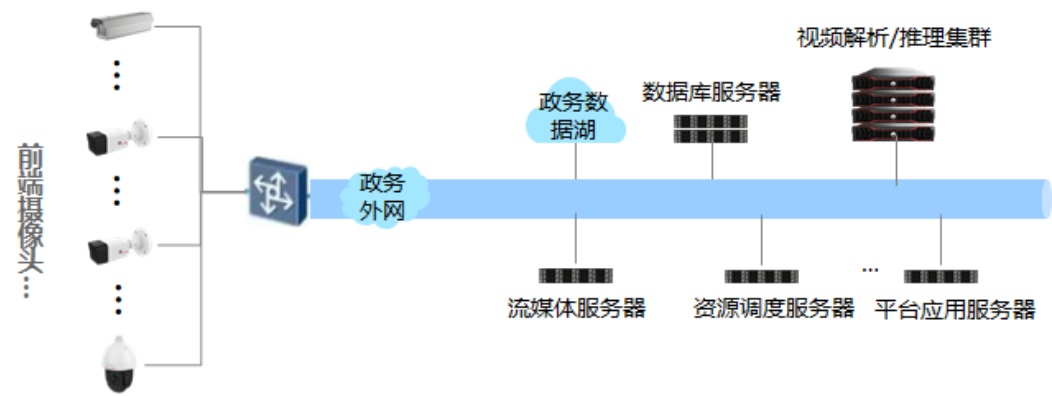 前端摄像头…
政务
外网
政务数
据湖
数据库服务器
视频解析/推理集群
流媒体服务器
资源调度服务器
...
平台应用服务器